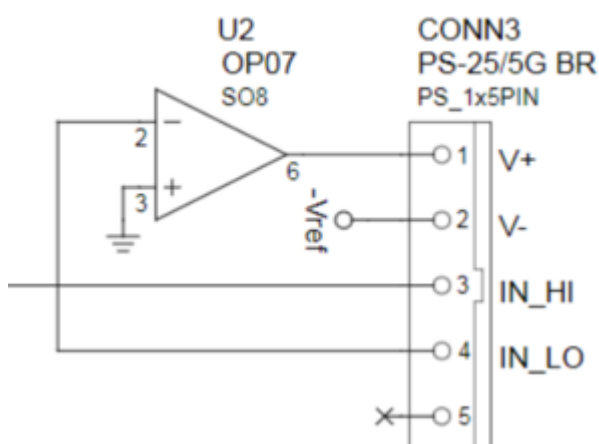 U2
OP07
SO8
CONN3
PS-25/5G BR
PS_1x5PIN
2
−
3
+
6
-Vref
1
V+
2
V-
3
IN_HI
4
IN_LO
5